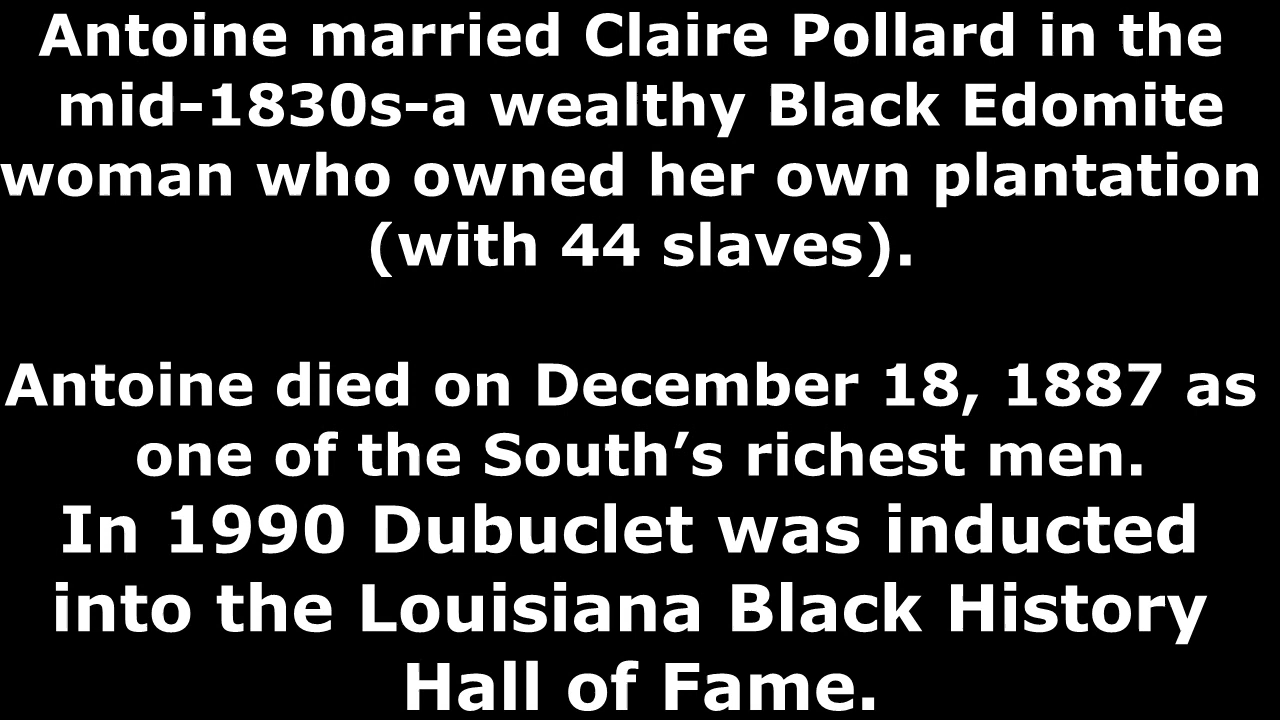 Antoine married Claire Pollard in the
mid-1830s-a wealthy Black Edomite
woman who owned her own plantation
(with 44 slaves).
Antoine died on December 18, 1887 as
one of the South’s richest men.
In 1990 Dubuclet was inducted
into the Louisiana Black History
Hall of Fame.